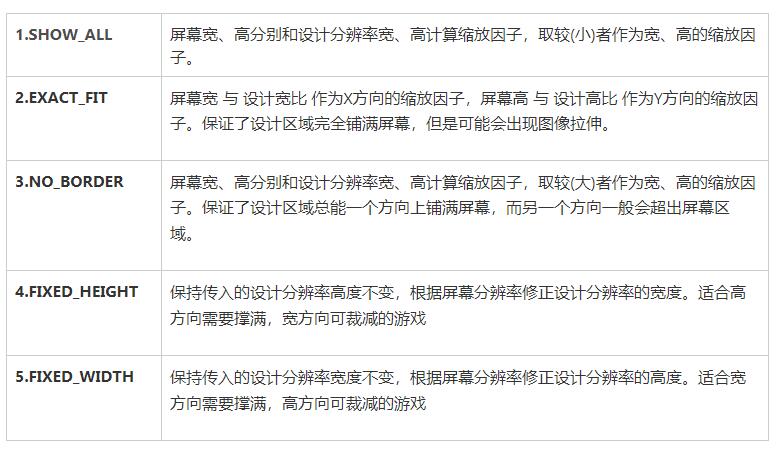 1.SHOW_ALL
屏幕宽、高分别和设计分辨率宽、高计算缩放因子，取较(小)者作为宽、高的缩放因
子。
2.EXACT_FIT
屏幕宽 与 设计宽比 作为X方向的缩放因子，屏幕高 与 设计高比 作为Y方向的缩放因
子。保证了设计区域完全铺满屏幕，但是可能会出现图像拉伸。
3.NO_BORDER
屏幕宽、高分别和设计分辨率宽、高计算缩放因子，取较(大)者作为宽、高的缩放因
子。保证了设计区域总能一个方向上铺满屏幕，而另一个方向一般会超出屏幕区
域。
4.FIXED_HEIGHT
保持传入的设计分辨率高度不变，根据屏幕分辨率修正设计分辨率的宽度。适合高
方向需要撑满，宽方向可裁减的游戏
5.FIXED_WIDTH
保持传入的设计分辨率宽度不变，根据屏幕分辨率修正设计分辨率的高度。适合宽
方向需要撑满，高方向可裁减的游戏